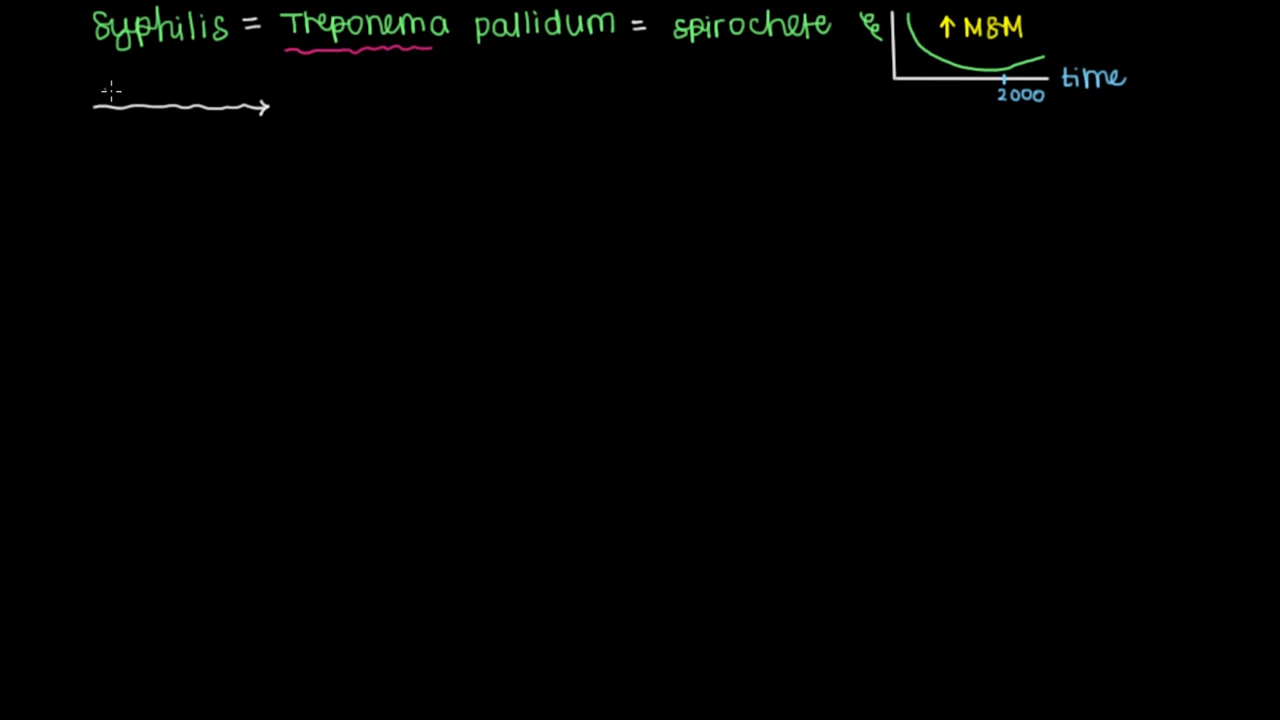 Syphilis = Treponema pallidum = spirochete
↑ MSM
time
2000